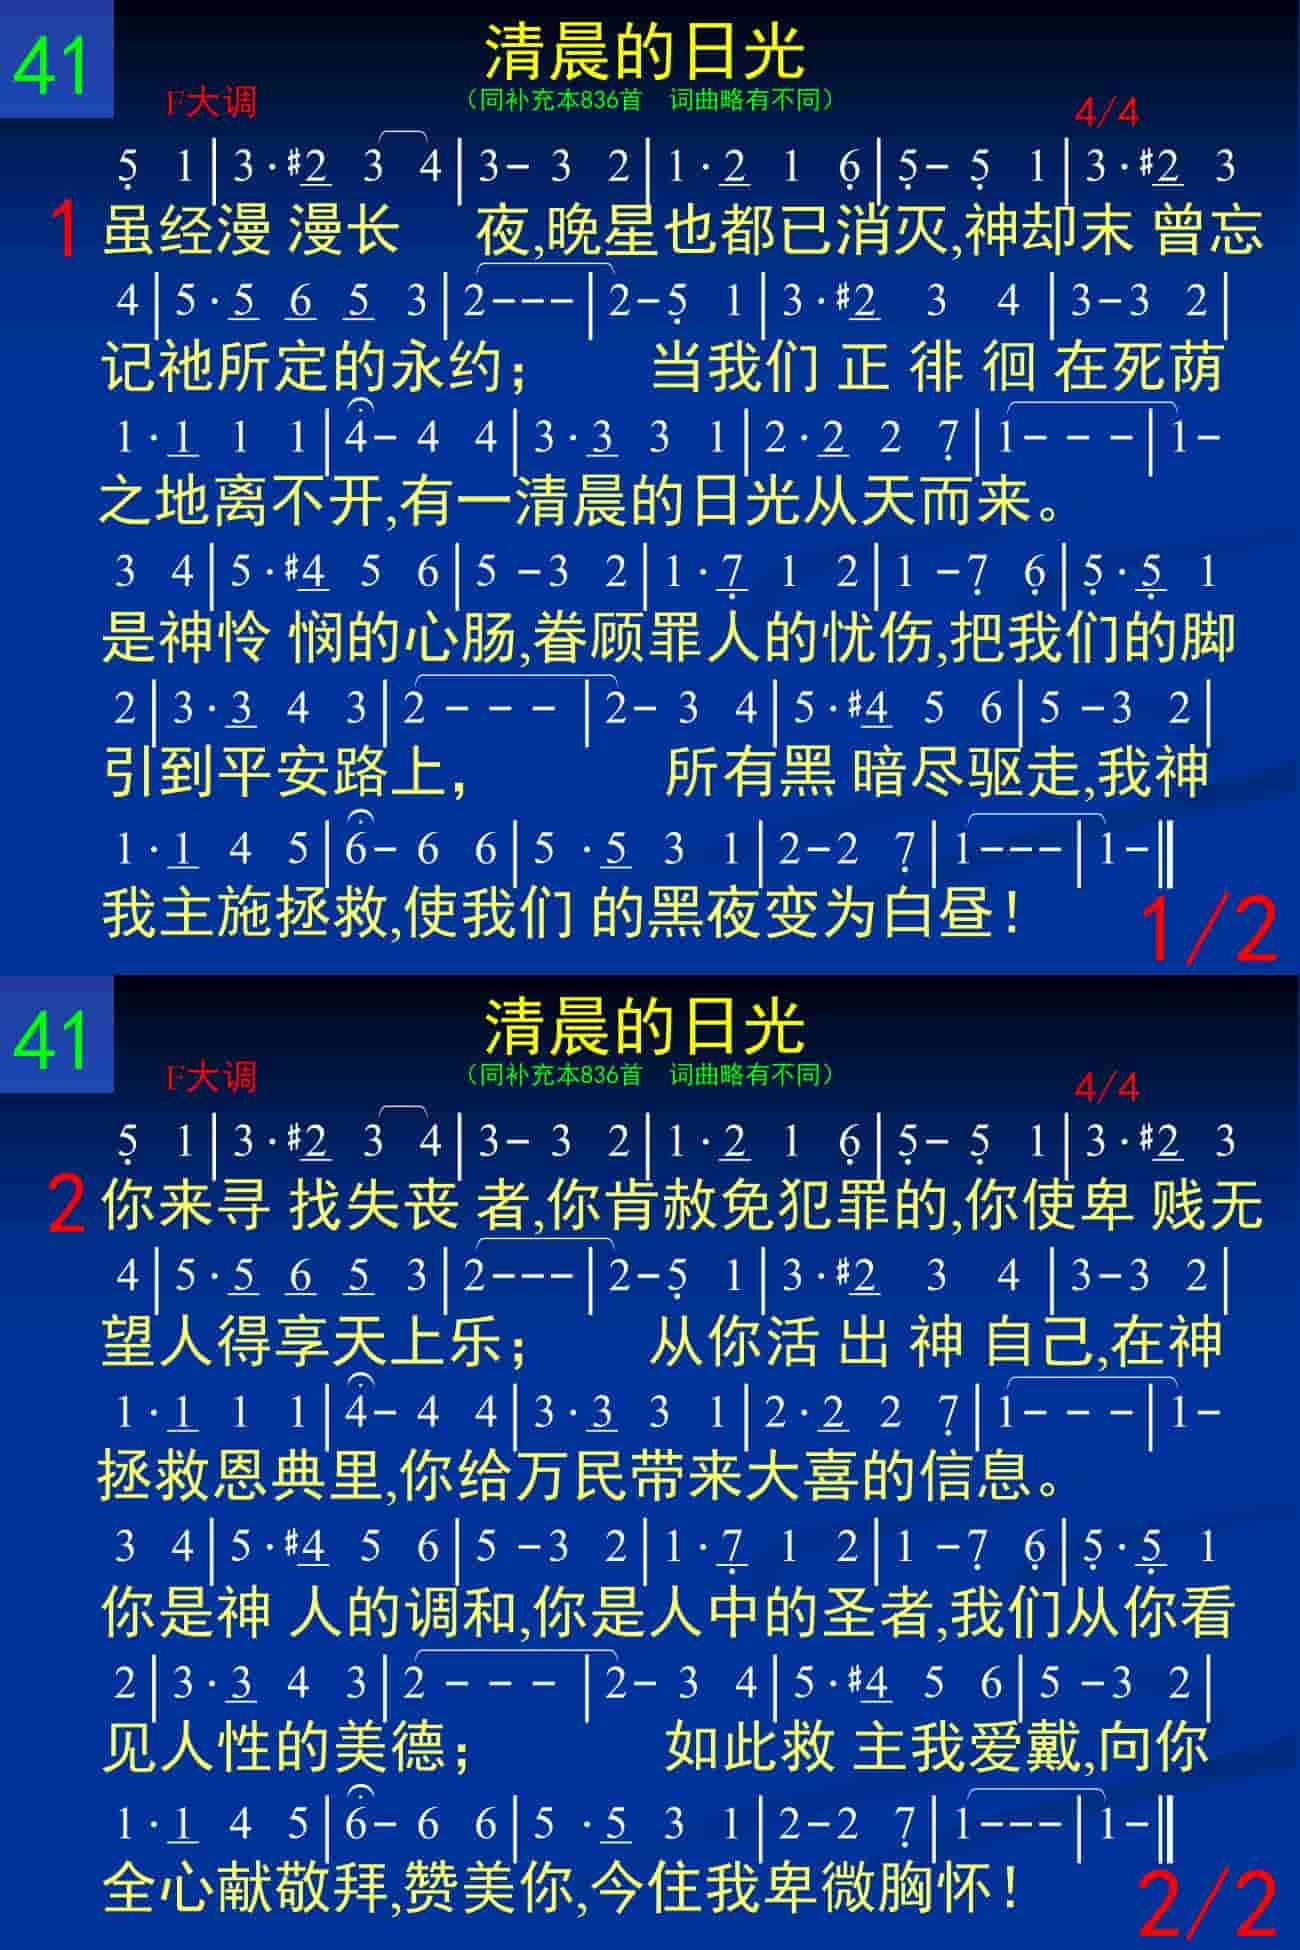 41
清晨的日光
(同补充本836首 词曲略有不同)
F大调
4/4
5̣ 1|3·#2 3 4|3- 3 2|1·2 1 6̣|5̣- 5̣ 1|3·#2 3
1 虽经漫 漫长 夜,晚星也都已消灭,神却末 曾忘
4|5·5 6 5 3|2---|2-5̣ 1|3·#2 3 4|3-3 2|
记祂所定的永约; 当我们 正 徘 徊 在死荫
1·1 1 1|4- 4 4|3·3 3 1|2·2 2 7̣|1- - -|1-
之地离不开,有一清晨的日光从天而来。
3 4|5·#4 5 6|5 -3 2|1·7̣ 1 2|1 -7̣ 6̣|5̣·5̣ 1
是神怜 悯的心肠,眷顾罪人的忧伤,把我们的脚
2|3·3 4 3|2 - - -|2- 3 4|5·#4 5 6|5 -3 2|
引到平安路上, 所有黑 暗尽驱走,我神
1·1 4 5|6- 6 6|5 ·5 3 1|2-2 7̣|1---|1-‖
我主施拯救,使我们 的黑夜变为白昼!
1/2
41
清晨的日光
(同补充本836首 词曲略有不同)
F大调
4/4
5̣ 1|3·#2 3 4|3- 3 2|1·2 1 6̣|5̣- 5̣ 1|3·#2 3
2 你来寻 找失丧 者,你肯赦免犯罪的,你使卑 贱无
4|5·5 6 5 3|2---|2-5̣ 1|3·#2 3 4|3-3 2|
望人得享天上乐; 从你活 出 神 自己,在神
1·1 1 1|4- 4 4|3·3 3 1|2·2 2 7̣|1- - -|1-
拯救恩典里,你给万民带来大喜的信息。
3 4|5·#4 5 6|5 -3 2|1·7̣ 1 2|1 -7̣ 6̣|5̣·5̣ 1
你是神 人的调和,你是人中的圣者,我们从你看
2|3·3 4 3|2 - - -|2- 3 4|5·#4 5 6|5 -3 2|
见人性的美德; 如此救 主我爱戴,向你
1·1 4 5|6- 6 6|5 ·5 3 1|2-2 7̣|1---|1-‖
全心献敬拜,赞美你,今住我卑微胸怀!
2/2